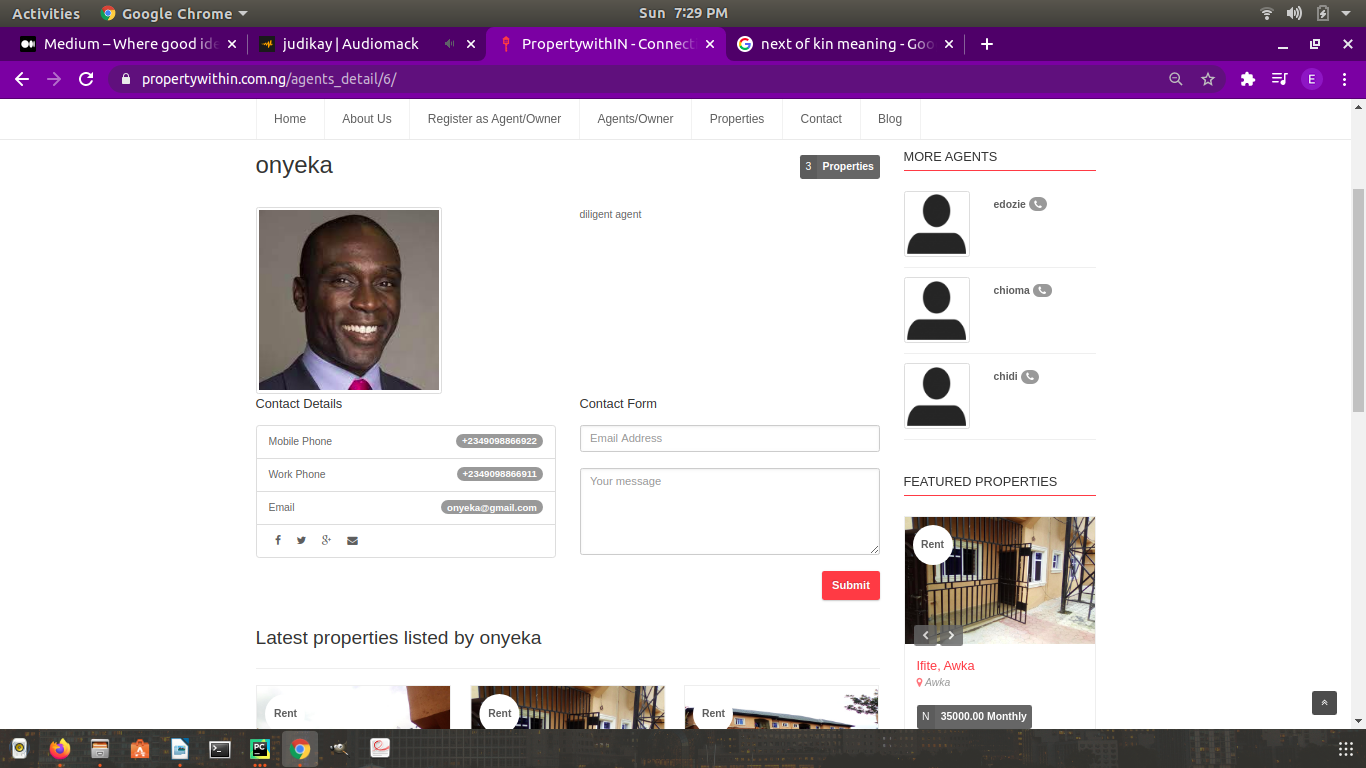 Activities
Google Chrome
Sun 7:29 PM
Medium – Where good ide
judikay | Audiomack
PropertywithIN - Connecti
next of kin meaning - Goo
propertywithin.com.ng/agents_detail/6/
E
Home
About Us
Register as Agent/Owner
Agents/Owner
Properties
Contact
Blog
onyeka
3 Properties
diligent agent
Contact Details
Mobile Phone +2349098866922
Work Phone +2349098866911
Email onyeka@gmail.com
Contact Form
Email Address
Your message
Submit
Latest properties listed by onyeka
Rent
Rent
Rent
MORE AGENTS
edozie
chioma
chidi
FEATURED PROPERTIES
Rent
Ifite, Awka
Awka
N 35000.00 Monthly
PC